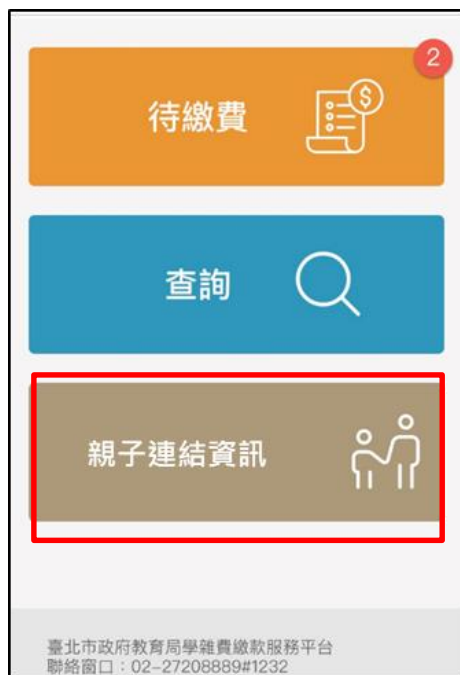 2
待繳費
查詢
親子連結資訊
臺北市政府教育局學雜費繳款服務平台
聯絡窗口：02-27208889#1232